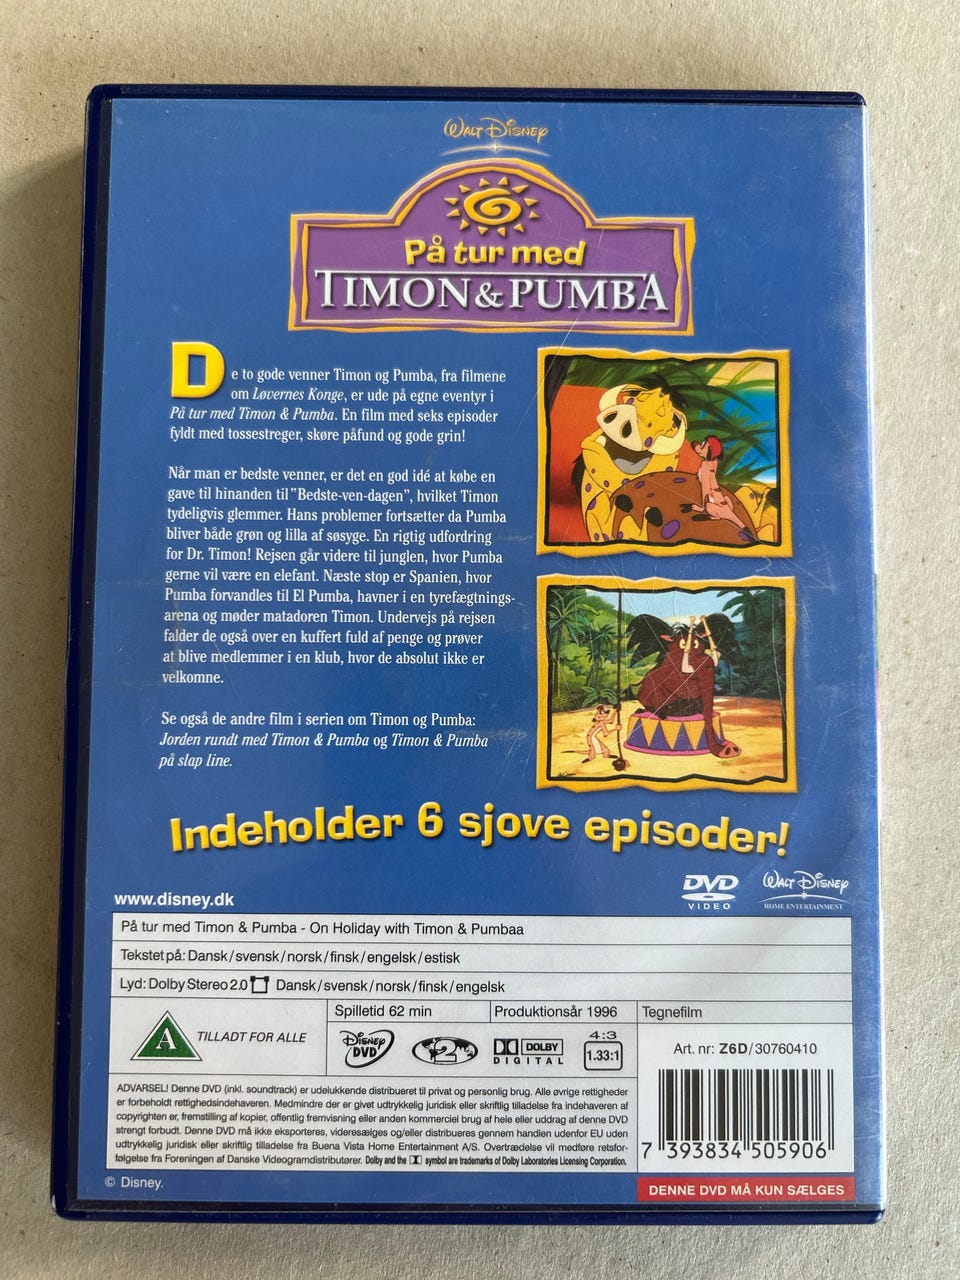 WALT DISNEY
På tur med
TIMON & PUMBA
De to gode venner Timon og Pumba, fra filmene
om Løvernes Konge, er ude på egne eventyr i
På tur med Timon & Pumba. En film med seks episoder
fyldt med tossestreger, skøre påfund og gode grin!
Når man er bedste venner, er det en god idé at købe en
gave til hinanden til "Bedste-ven-dagen", hvilket Timon
tydeligvis glemmer. Hans problemer fortsætter da Pumba
bliver både grøn og lilla af søsyge. En rigtig udfordring
for Dr. Timon! Rejsen går videre til junglen, hvor Pumba
gerne vil være en elefant. Næste stop er Spanien, hvor
Pumba forvandles til El Pumba, havner i en tyrefægtnings-
arena og møder matadoren Timon. Undervejs på rejsen
falder de også over en kuffert fuld af penge og prøver
at blive medlemmer i en klub, hvor de absolut ikke er
velkomne.
Se også de andre film i serien om Timon og Pumba:
Jorden rundt med Timon & Pumba og Timon & Pumba
på slap line.
Indeholder 6 sjove episoder!
DVD
VIDEO
WALT DISNEY
HOME ENTERTAINMENT
www.disney.dk
På tur med Timon & Pumba - On Holiday with Timon & Pumbaa
Tekstet på: Dansk/svensk/norsk/finsk/engelsk/estisk
Lyd: Dolby Stereo 2.0 Dansk/svensk/norsk/finsk/engelsk
Spilletid 62 min
Produktionsår 1996
Tegnefilm
A
TILLADT FOR ALLE
DISNEY
DVD
2
DOLBY
DIGITAL
4:3
1.33:1
Art. nr: Z6D/30760410
ADVARSEL! Denne DVD (inkl. soundtrack) er udelukkende distribueret til privat og personlig brug. Alle øvrige rettigheder
er forbeholdt rettighedsindehaveren. Medmindre der er givet udtrykkelig juridisk eller skriftlig tilladelse fra indehaveren af
copyrighten er, fremstilling af kopier, offentlig fremvisning eller anden kommerciel brug af hele eller uddrag af denne DVD
strengt forbudt. Denne DVD må ikke eksporteres, videresælges og/eller distribueres gennem handlen udenfor EU uden
udtrykkelig juridisk eller skriftlig tilladelse fra Buena Vista Home Entertainment A/S. Overtrædelse vil medføre retsfor-
følgelse fra Foreningen af Danske Videogramdistributører. Dolby and the symbol are trademarks of Dolby Laboratories Licensing Corporation.
7 393834 505906
© Disney.
DENNE DVD MÅ KUN SÆLGES